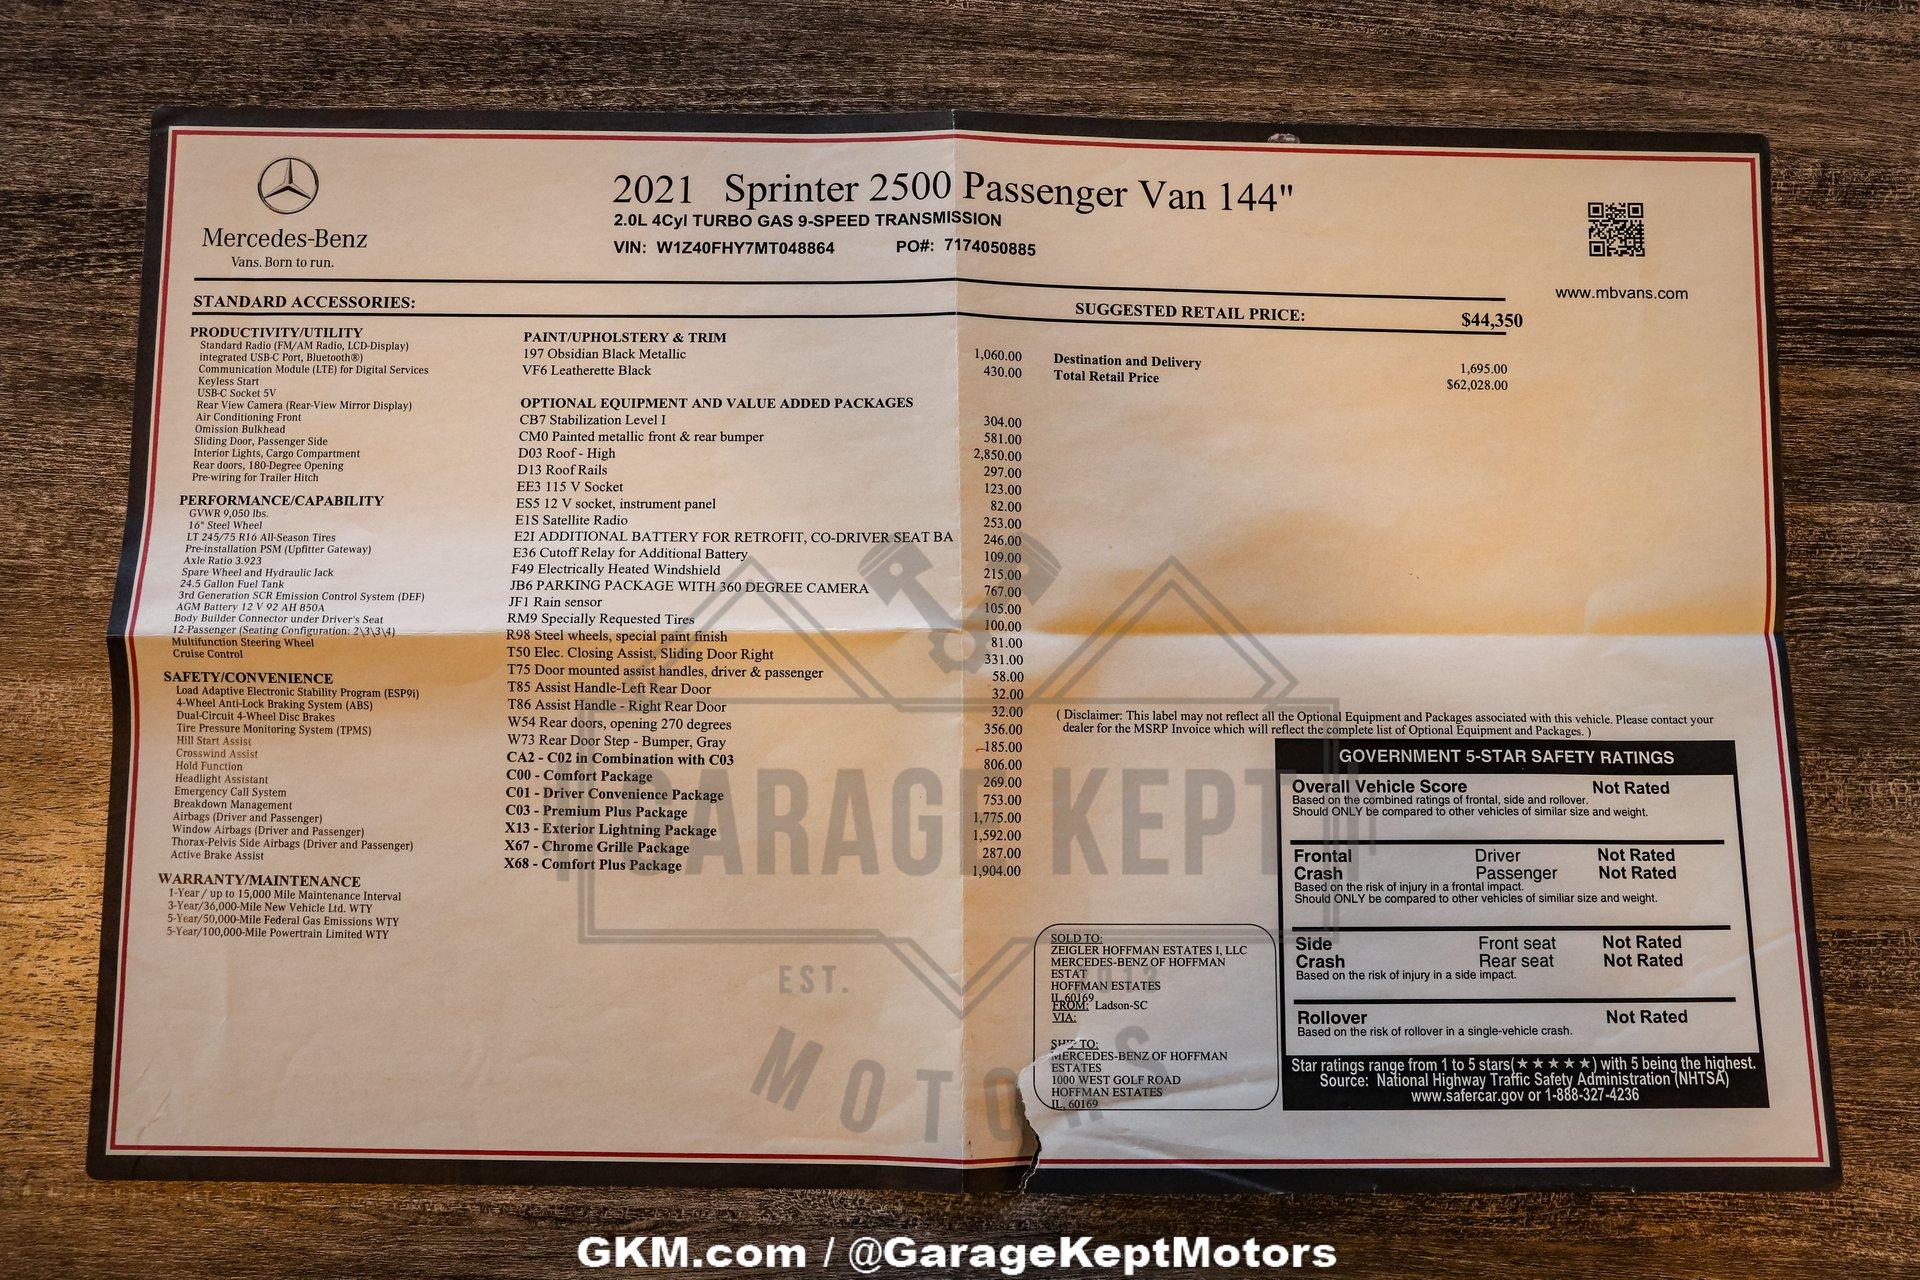 Mercedes-Benz
Vans. Born to run.
2021 Sprinter 2500 Passenger Van 144"
2.0L 4Cyl TURBO GAS 9-SPEED TRANSMISSION
VIN: W1Z40FHY7MT048864 PO#: 7174050885
www.mbvans.com
STANDARD ACCESSORIES:
PRODUCTIVITY/UTILITY
Standard Radio (FM/AM Radio, LCD-Display)
integrated USB-C Port, Bluetooth®)
Communication Module (LTE) for Digital Services
Keyless Start
USB-C Socket 5V
Rear View Camera (Rear-View Mirror Display)
Air Conditioning Front
Omission Bulkhead
Sliding Door, Passenger Side
Interior Lights, Cargo Compartment
Rear doors, 180-Degree Opening
Pre-wiring for Trailer Hitch
PERFORMANCE/CAPABILITY
GVWR 9,050 lbs.
16" Steel Wheel
LT 245/75 R16 All-Season Tires
Pre-installation PSM (Upfitter Gateway)
Axle Ratio 3.923
Spare Wheel and Hydraulic Jack
24.5 Gallon Fuel Tank
3rd Generation SCR Emission Control System (DEF)
AGM Battery 12 V 92 AH 850A
Body Builder Connector under Driver's Seat
12-Passenger (Seating Configuration: 2\3\3\4)
Multifunction Steering Wheel
Cruise Control
SAFETY/CONVENIENCE
Load Adaptive Electronic Stability Program (ESP9i)
4-Wheel Anti-Lock Braking System (ABS)
Dual-Circuit 4-Wheel Disc Brakes
Tire Pressure Monitoring System (TPMS)
Hill Start Assist
Crosswind Assist
Hold Function
Headlight Assistant
Emergency Call System
Breakdown Management
Airbags (Driver and Passenger)
Window Airbags (Driver and Passenger)
Thorax-Pelvis Side Airbags (Driver and Passenger)
Active Brake Assist
WARRANTY/MAINTENANCE
1-Year / up to 15,000 Mile Maintenance Interval
3-Year/36,000-Mile New Vehicle Ltd. WTY
5-Year/50,000-Mile Federal Gas Emissions WTY
5-Year/100,000-Mile Powertrain Limited WTY
PAINT/UPHOLSTERY & TRIM
197 Obsidian Black Metallic 1,060.00
VF6 Leatherette Black 430.00
OPTIONAL EQUIPMENT AND VALUE ADDED PACKAGES
CB7 Stabilization Level I 304.00
CM0 Painted metallic front & rear bumper 581.00
D03 Roof - High 2,850.00
D13 Roof Rails 297.00
EE3 115 V Socket 123.00
ES5 12 V socket, instrument panel 82.00
E1S Satellite Radio 253.00
E2I ADDITIONAL BATTERY FOR RETROFIT, CO-DRIVER SEAT BA 246.00
E36 Cutoff Relay for Additional Battery 109.00
F49 Electrically Heated Windshield 215.00
JB6 PARKING PACKAGE WITH 360 DEGREE CAMERA 767.00
JF1 Rain sensor 105.00
RM9 Specially Requested Tires 100.00
R98 Steel wheels, special paint finish 81.00
T50 Elec. Closing Assist, Sliding Door Right 331.00
T75 Door mounted assist handles, driver & passenger 58.00
T85 Assist Handle-Left Rear Door 32.00
T86 Assist Handle - Right Rear Door 32.00
W54 Rear doors, opening 270 degrees 356.00
W73 Rear Door Step - Bumper, Gray 185.00
CA2 - C02 in Combination with C03 806.00
C00 - Comfort Package 269.00
C01 - Driver Convenience Package 753.00
C03 - Premium Plus Package 1,775.00
X13 - Exterior Lightning Package 1,592.00
X67 - Chrome Grille Package 287.00
X68 - Comfort Plus Package 1,904.00
SUGGESTED RETAIL PRICE: $44,350
Destination and Delivery 1,695.00
Total Retail Price $62,028.00
( Disclaimer: This label may not reflect all the Optional Equipment and Packages associated with this vehicle. Please contact your
dealer for the MSRP Invoice which will reflect the complete list of Optional Equipment and Packages. )
SOLD TO:
ZEIGLER HOFFMAN ESTATES I, LLC
MERCEDES-BENZ OF HOFFMAN
ESTAT
HOFFMAN ESTATES
IL, 60169
FROM: Ladson-SC
VIA:
SHIP TO:
MERCEDES-BENZ OF HOFFMAN
ESTATES
1000 WEST GOLF ROAD
HOFFMAN ESTATES
IL, 60169
GOVERNMENT 5-STAR SAFETY RATINGS
Overall Vehicle Score Not Rated
Based on the combined ratings of frontal, side and rollover.
Should ONLY be compared to other vehicles of similar size and weight.
Frontal Driver Not Rated
Crash Passenger Not Rated
Based on the risk of injury in a frontal impact.
Should ONLY be compared to other vehicles of similiar size and weight.
Side Front seat Not Rated
Crash Rear seat Not Rated
Based on the risk of injury in a side impact.
Rollover Not Rated
Based on the risk of rollover in a single-vehicle crash.
Star ratings range from 1 to 5 stars(★★★★★) with 5 being the highest.
Source: National Highway Traffic Safety Administration (NHTSA)
www.safercar.gov or 1-888-327-4236
GARAGE KEPT
EST. 2013
MOTORS
GKM.com / @GarageKeptMotors